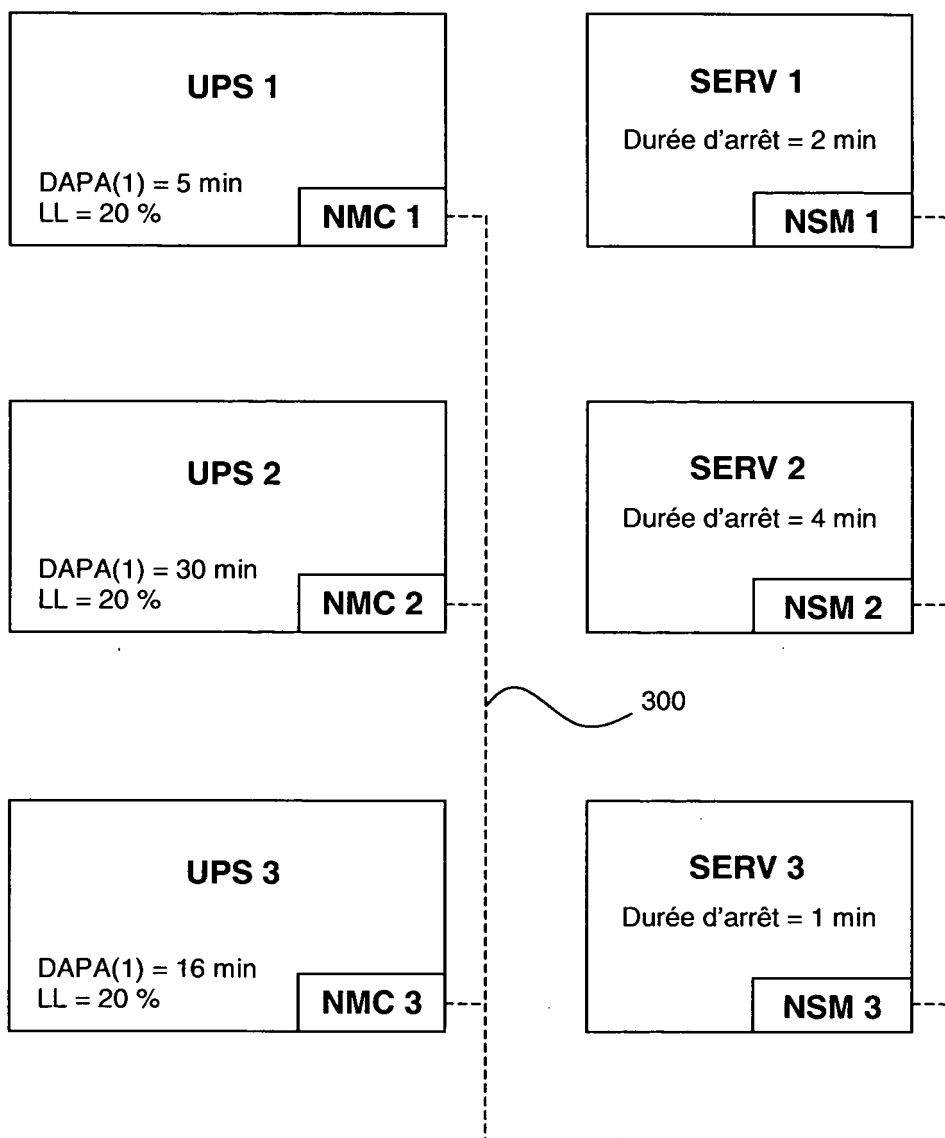 UPS 1
DAPA(1) = 5 min
LL = 20 %
NMC 1
SERV 1
Durée d'arrêt = 2 min
NSM 1
UPS 2
DAPA(1) = 30 min
LL = 20 %
NMC 2
SERV 2
Durée d'arrêt = 4 min
NSM 2
300
UPS 3
DAPA(1) = 16 min
LL = 20 %
NMC 3
SERV 3
Durée d'arrêt = 1 min
NSM 3